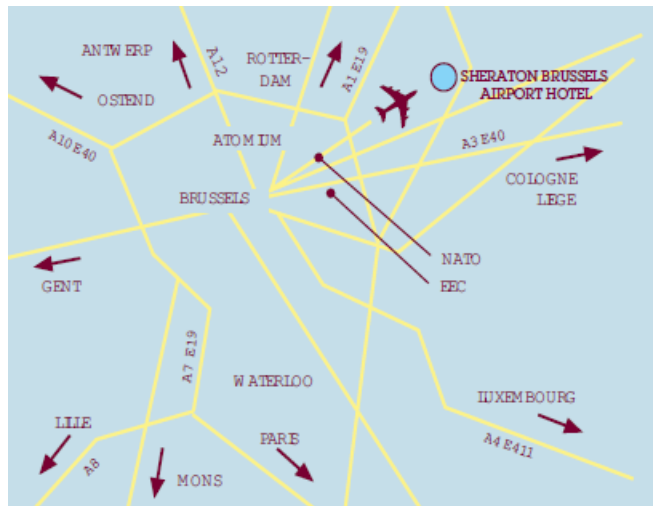 ANTWERP
A12
ROTTER-
DAM
A1 E19
SHERATON BRUSSELS
AIRPORT HOTEL
OSTEND
A10 E40
ATOMIUM
A3 E40
COLOGNE
LIEGE
BRUSSELS
NATO
EEC
GENT
A7 E19
WATERLOO
LUXEMBOURG
LILLE
PARIS
A4 E411
A8
MONS